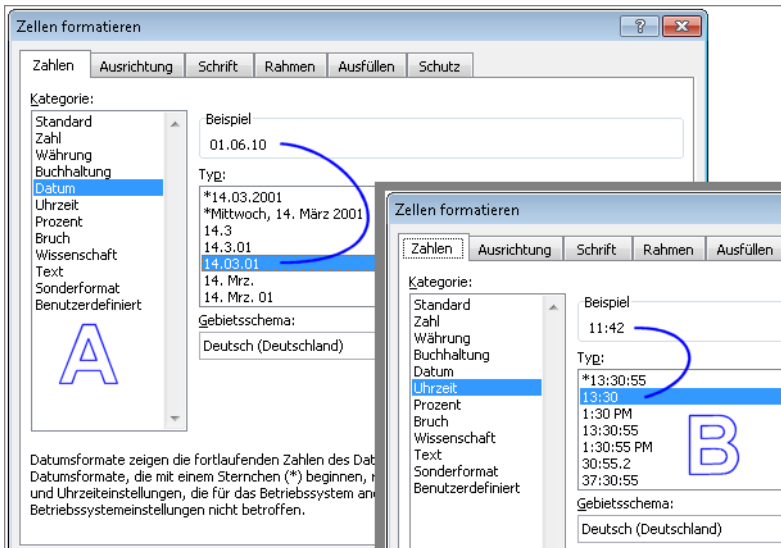 Zellen formatieren
Zahlen Ausrichtung Schrift Rahmen Ausfüllen Schutz
Kategorie:
Standard
Zahl
Währung
Buchhaltung
Datum
Uhrzeit
Prozent
Bruch
Wissenschaft
Text
Sonderformat
Benutzerdefiniert
A
Beispiel
01.06.10
Typ:
*14.03.2001
*Mittwoch, 14. März 2001
14.3
14.3.01
14.03.01
14. Mrz.
14. Mrz. 01
Gebietsschema:
Deutsch (Deutschland)
Datumsformate zeigen die fortlaufenden Zahlen des
Datumsformate, die mit einem Sternchen (*) beginnen,
und Uhrzeiteinstellungen, die für das Betriebssystem
Betriebssystemeinstellungen nicht betroffen.
Zellen formatieren
Zahlen Ausrichtung Schrift Rahmen Ausfüllen
Kategorie:
Standard
Zahl
Währung
Buchhaltung
Datum
Uhrzeit
Prozent
Bruch
Wissenschaft
Text
Sonderformat
Benutzerdefiniert
Beispiel
11:42
Typ:
*13:30:55
13:30
1:30 PM
13:30:55
1:30:55 PM
30:55.2
37:30:55
B
Gebietsschema:
Deutsch (Deutschland)